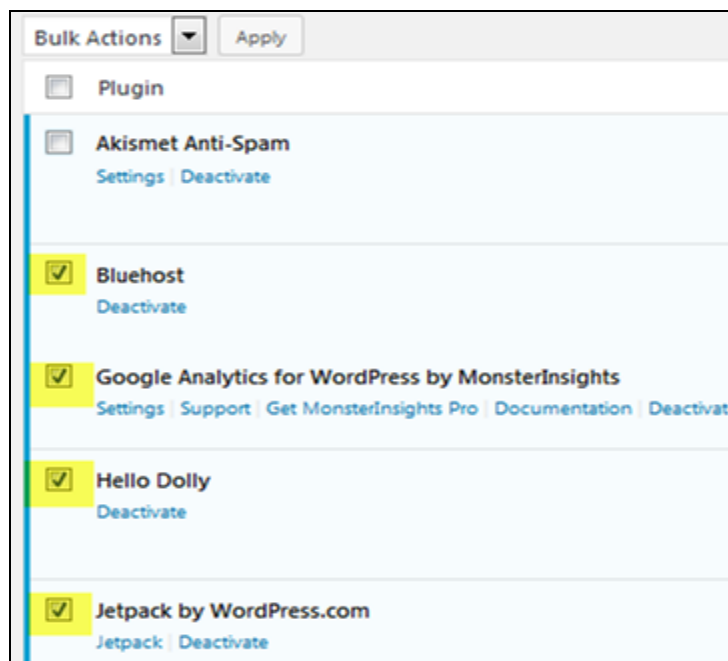 Bulk Actions Apply
Plugin
Akismet Anti-Spam
Settings | Deactivate
Bluehost
Deactivate
Google Analytics for WordPress by MonsterInsights
Settings | Support | Get MonsterInsights Pro | Documentation | Deactivat
Hello Dolly
Deactivate
Jetpack by WordPress.com
Jetpack | Deactivate